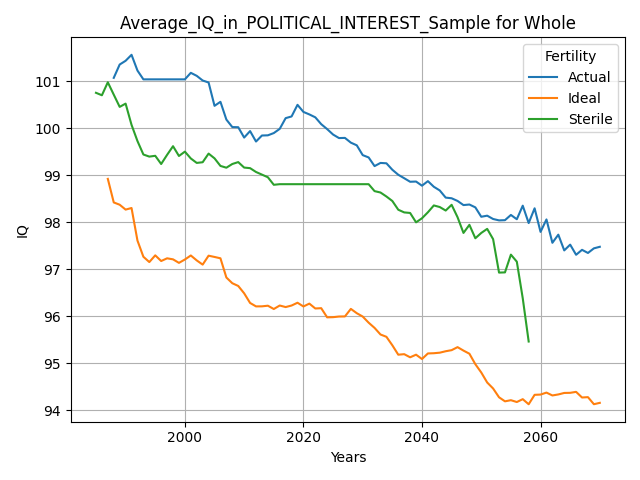 Average_IQ_in_POLITICAL_INTEREST_Sample for Whole
Fertility
Actual
Ideal
Sterile
IQ
101
100
99
98
97
96
95
94
2000
2020
2040
2060
Years